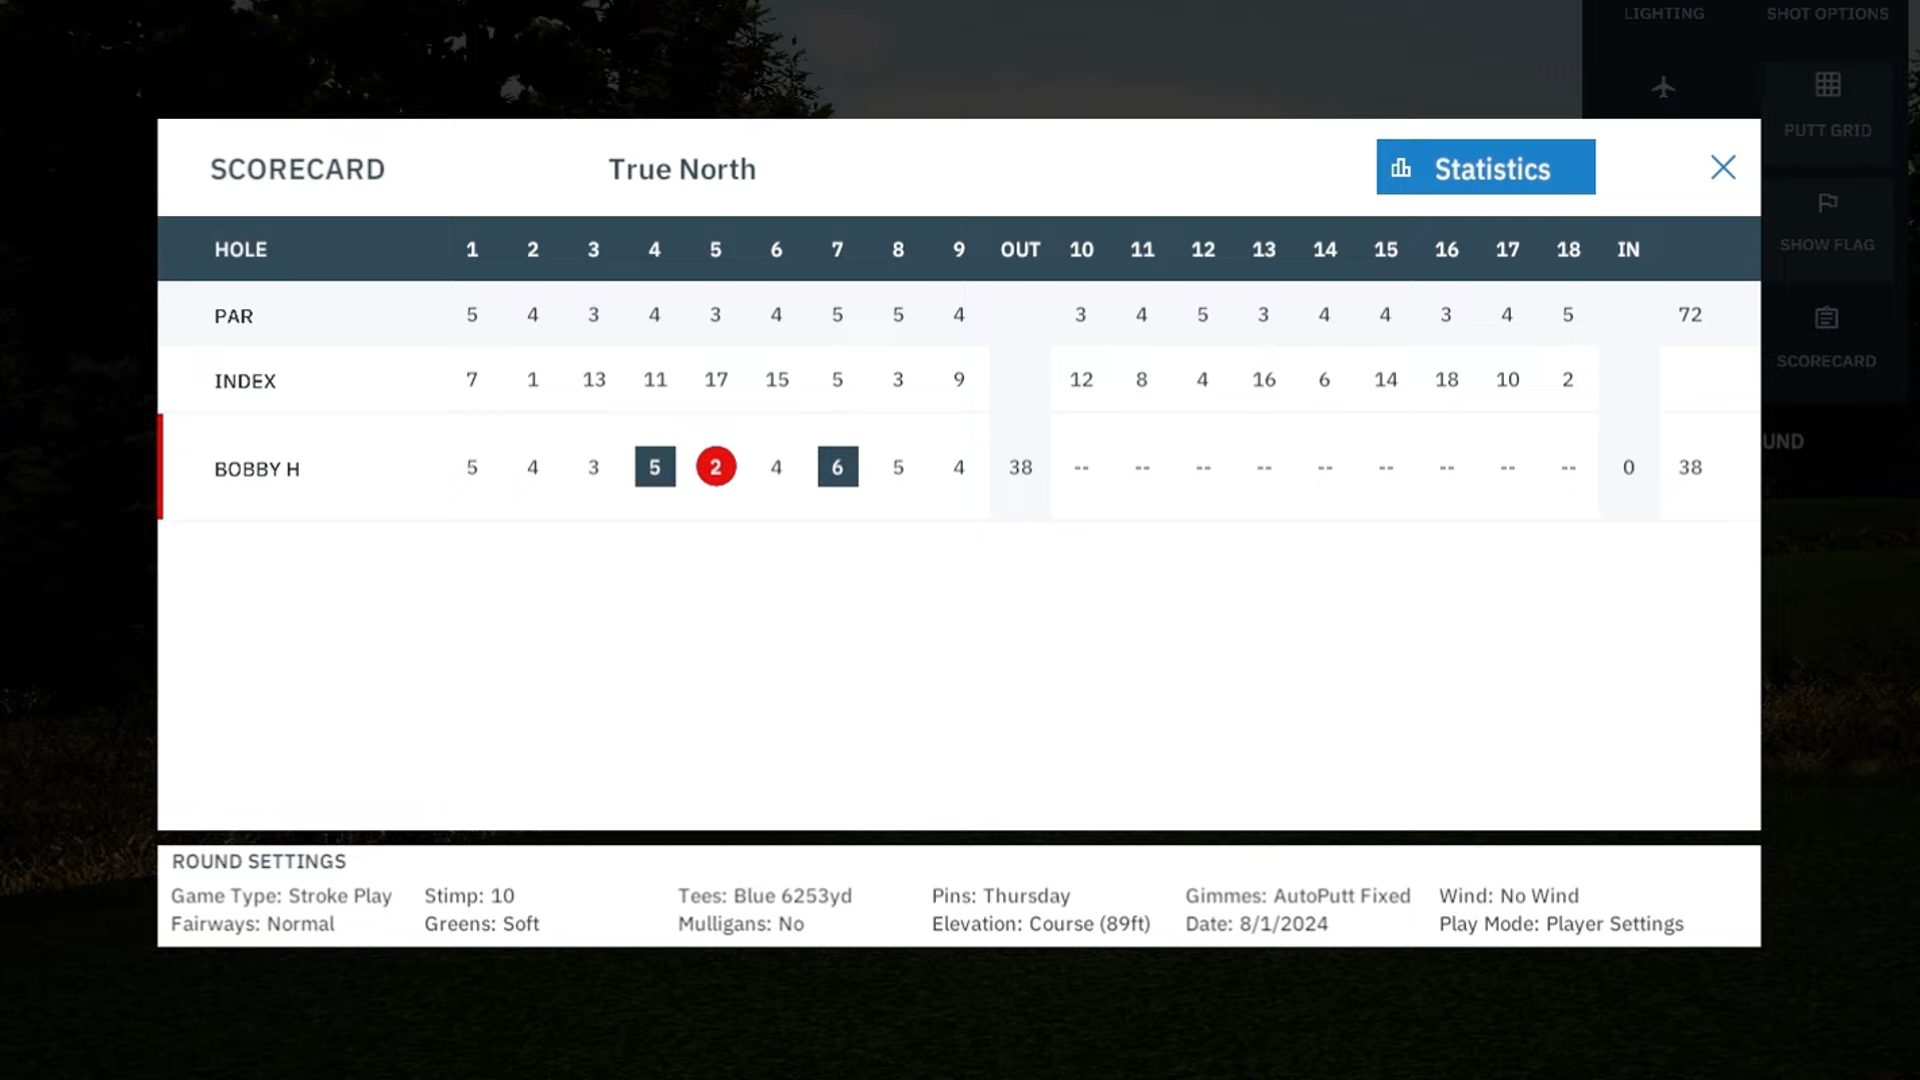 LIGHTING SHOT OPTIONS
PUTT GRID
SHOW FLAG
SCORECARD
UND
SCORECARD True North Statistics
HOLE 1 2 3 4 5 6 7 8 9 OUT 10 11 12 13 14 15 16 17 18 IN
PAR 5 4 3 4 3 4 5 5 4 3 4 5 3 4 4 3 4 5 72
INDEX 7 1 13 11 17 15 5 3 9 12 8 4 16 6 14 18 10 2
BOBBY H 5 4 3 5 2 4 6 5 4 38 -- -- -- -- -- -- -- -- -- 0 38
ROUND SETTINGS
Game Type: Stroke Play Stimp: 10 Tees: Blue 6253yd Pins: Thursday Gimmes: AutoPutt Fixed Wind: No Wind
Fairways: Normal Greens: Soft Mulligans: No Elevation: Course (89ft) Date: 8/1/2024 Play Mode: Player Settings